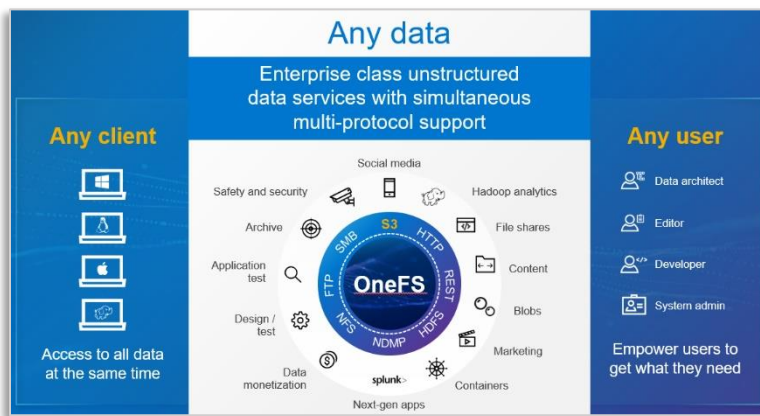 Any data
Enterprise class unstructured
data services with simultaneous
multi-protocol support
Any client
Access to all data
at the same time
Social media
Safety and security
Hadoop analytics
Archive
File shares
Application
test
Content
Design /
test
Blobs
Data
monetization
Marketing
Containers
splunk>
Next-gen apps
S3
HTTP
REST
HDFS
NDMP
NFS
FTP
SMB
OneFS
Any user
Data architect
Editor
Developer
System admin
Empower users to
get what they need